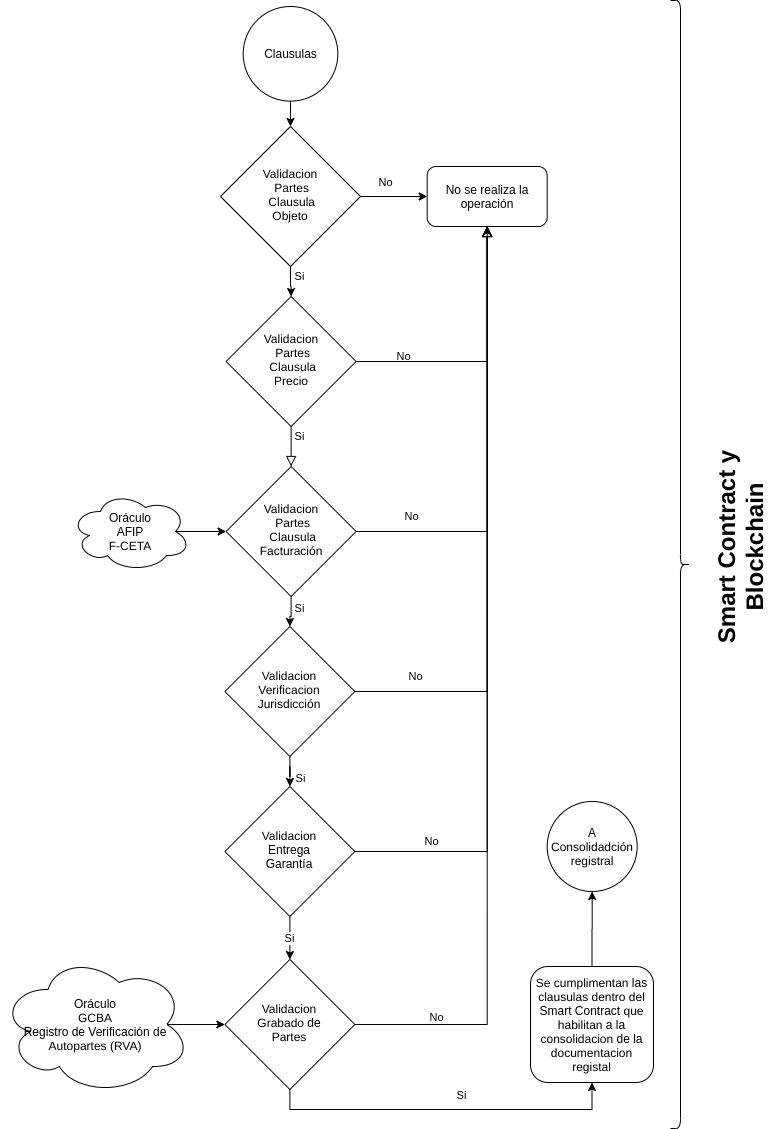 Clausulas
Validacion
Partes
Clausula
Objeto
No
No se realiza la
operación
Si
Validacion
Partes
Clausula
Precio
No
Si
Oráculo
AFIP
F-CETA
Validacion
Partes
Clausula
Facturación
No
Si
Validacion
Verificacion
Jurisdicción
No
Si
Validacion
Entrega
Garantía
No
A
Consolidadción
registral
Si
Oráculo
GCBA
Registro de Verificación de
Autopartes (RVA)
Validacion
Grabado de
Partes
No
Se cumplimentan las
clausulas dentro del
Smart Contract que
habilitan a la
consolidacion de la
documentacion
registal
Si
Smart Contract y
Blockchain